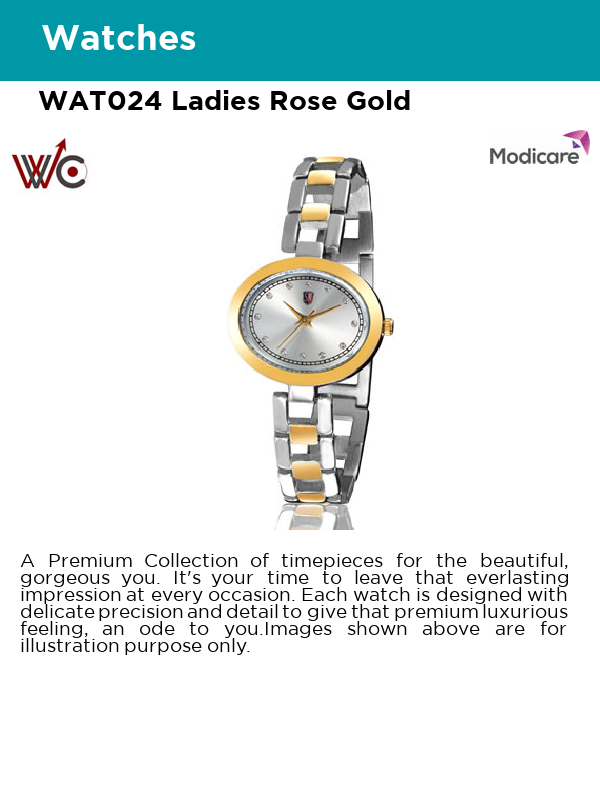 Watches
WAT024 Ladies Rose Gold
WC
Modicare
A Premium Collection of timepieces for the beautiful,
gorgeous you. It's your time to leave that everlasting
impression at every occasion. Each watch is designed with
delicate precision and detail to give that premium luxurious
feeling, an ode to you.Images shown above are for
illustration purpose only.